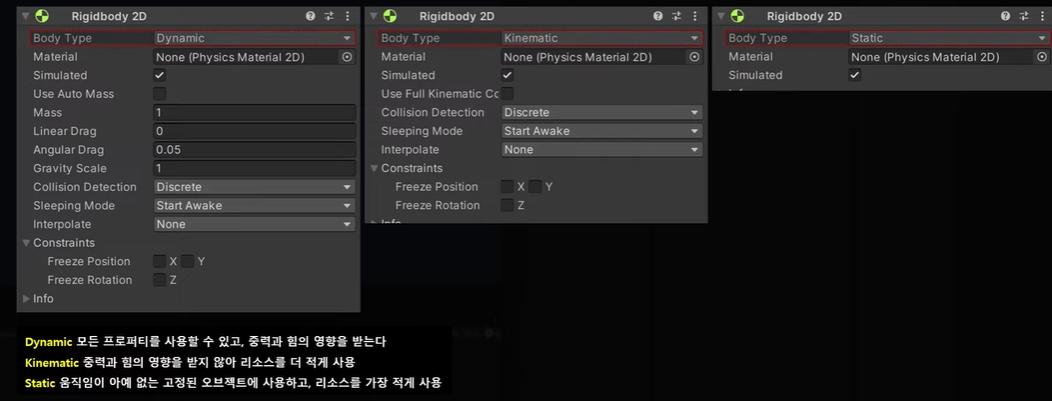 Rigidbody 2D
Body Type Dynamic
Material None (Physics Material 2D)
Simulated
Use Auto Mass
Mass 1
Linear Drag 0
Angular Drag 0.05
Gravity Scale 1
Collision Detection Discrete
Sleeping Mode Start Awake
Interpolate None
Constraints
Freeze Position X Y
Freeze Rotation Z
Info
Rigidbody 2D
Body Type Kinematic
Material None (Physics Material 2D)
Simulated
Use Full Kinematic Cc
Collision Detection Discrete
Sleeping Mode Start Awake
Interpolate None
Constraints
Freeze Position X Y
Freeze Rotation Z
Info
Rigidbody 2D
Body Type Static
Material None (Physics Material 2D)
Simulated
Dynamic 모든 프로퍼티를 사용할 수 있고, 중력과 힘의 영향을 받는다
Kinematic 중력과 힘의 영향을 받지 않아 리소스를 더 적게 사용
Static 움직임이 아예 없는 고정된 오브젝트에 사용하고, 리소스를 가장 적게 사용